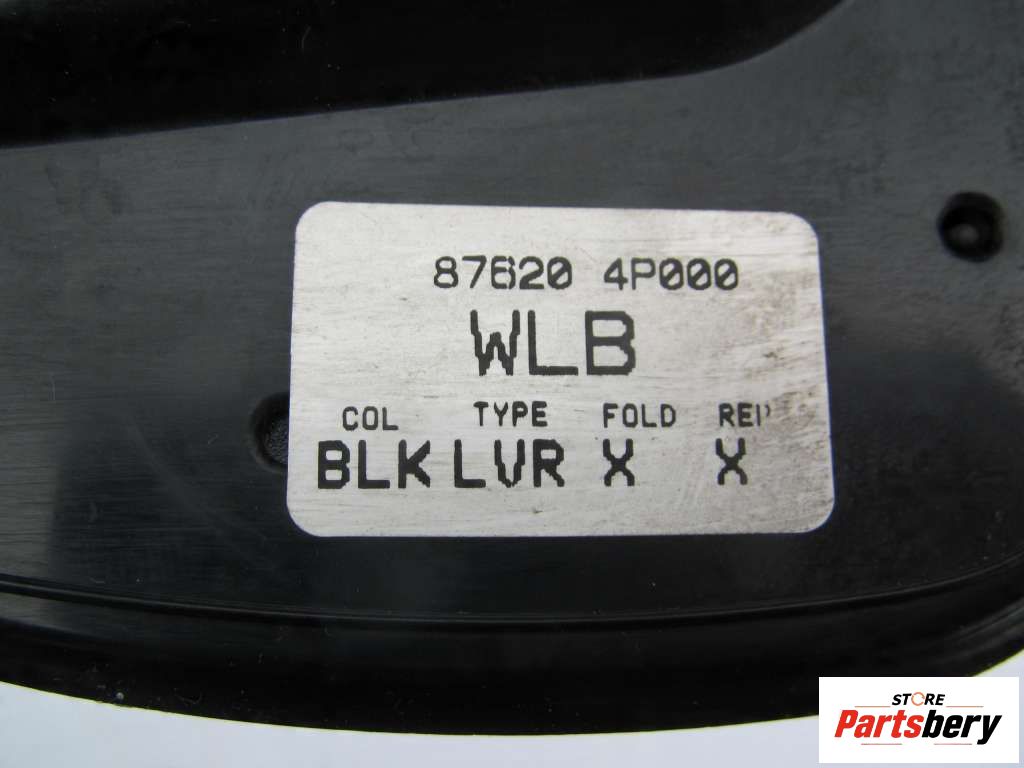 87620 4P000
WLB
COL TYPE FOLD
BLK LVR X X
STORE
Partsbery